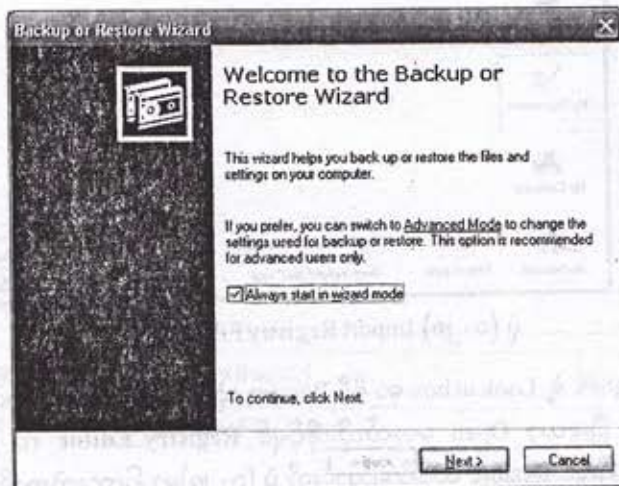 Backup or Restore Wizard
Welcome to the Backup or
Restore Wizard
This wizard helps you back up or restore the files and
settings on your computer.
If you prefer, you can switch to Advanced Mode to change the
settings used for backup or restore. This option is recommended
for advanced users only.
Always start in wizard mode
To continue, click Next.
Next >
Cancel